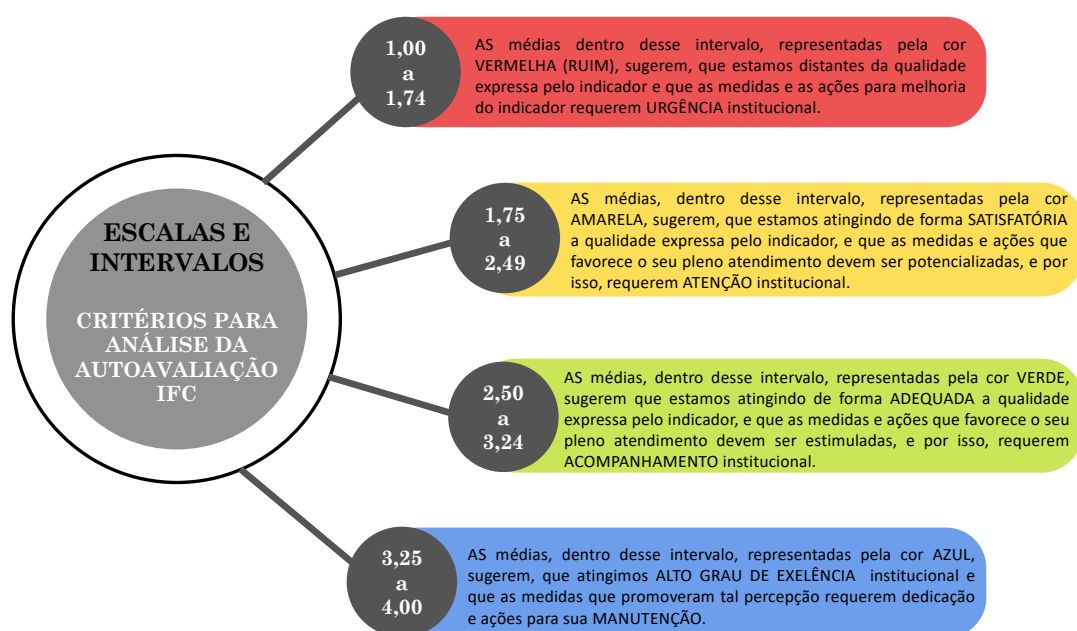 ESCALAS E
INTERVALOS
CRITÉRIOS PARA
ANÁLISE DA
AUTOAVALIAÇÃO
IFC
1,00
a
1,74
AS médias dentro desse intervalo, representadas pela cor
VERMELHA (RUIM), sugerem, que estamos distantes da qualidade
expressa pelo indicador e que as medidas e as ações para melhoria
do indicador requerem URGÊNCIA institucional.
1,75
a
2,49
AS médias, dentro desse intervalo, representadas pela cor
AMARELA, sugerem, que estamos atingindo de forma SATISFATÓRIA
a qualidade expressa pelo indicador, e que as medidas e ações que
favorece o seu pleno atendimento devem ser potencializadas, e por
isso, requerem ATENÇÃO institucional.
2,50
a
3,24
AS médias, dentro desse intervalo, representadas pela cor VERDE,
sugerem que estamos atingindo de forma ADEQUADA a qualidade
expressa pelo indicador, e que as medidas e ações que favorece o seu
pleno atendimento devem ser estimuladas, e por isso, requerem
ACOMPANHAMENTO institucional.
3,25
a
4,00
AS médias, dentro desse intervalo, representadas pela cor AZUL,
sugerem, que atingimos ALTO GRAU DE EXELÊNCIA institucional e
que as medidas que promoveram tal percepção requerem dedicação
e ações para sua MANUTENÇÃO.